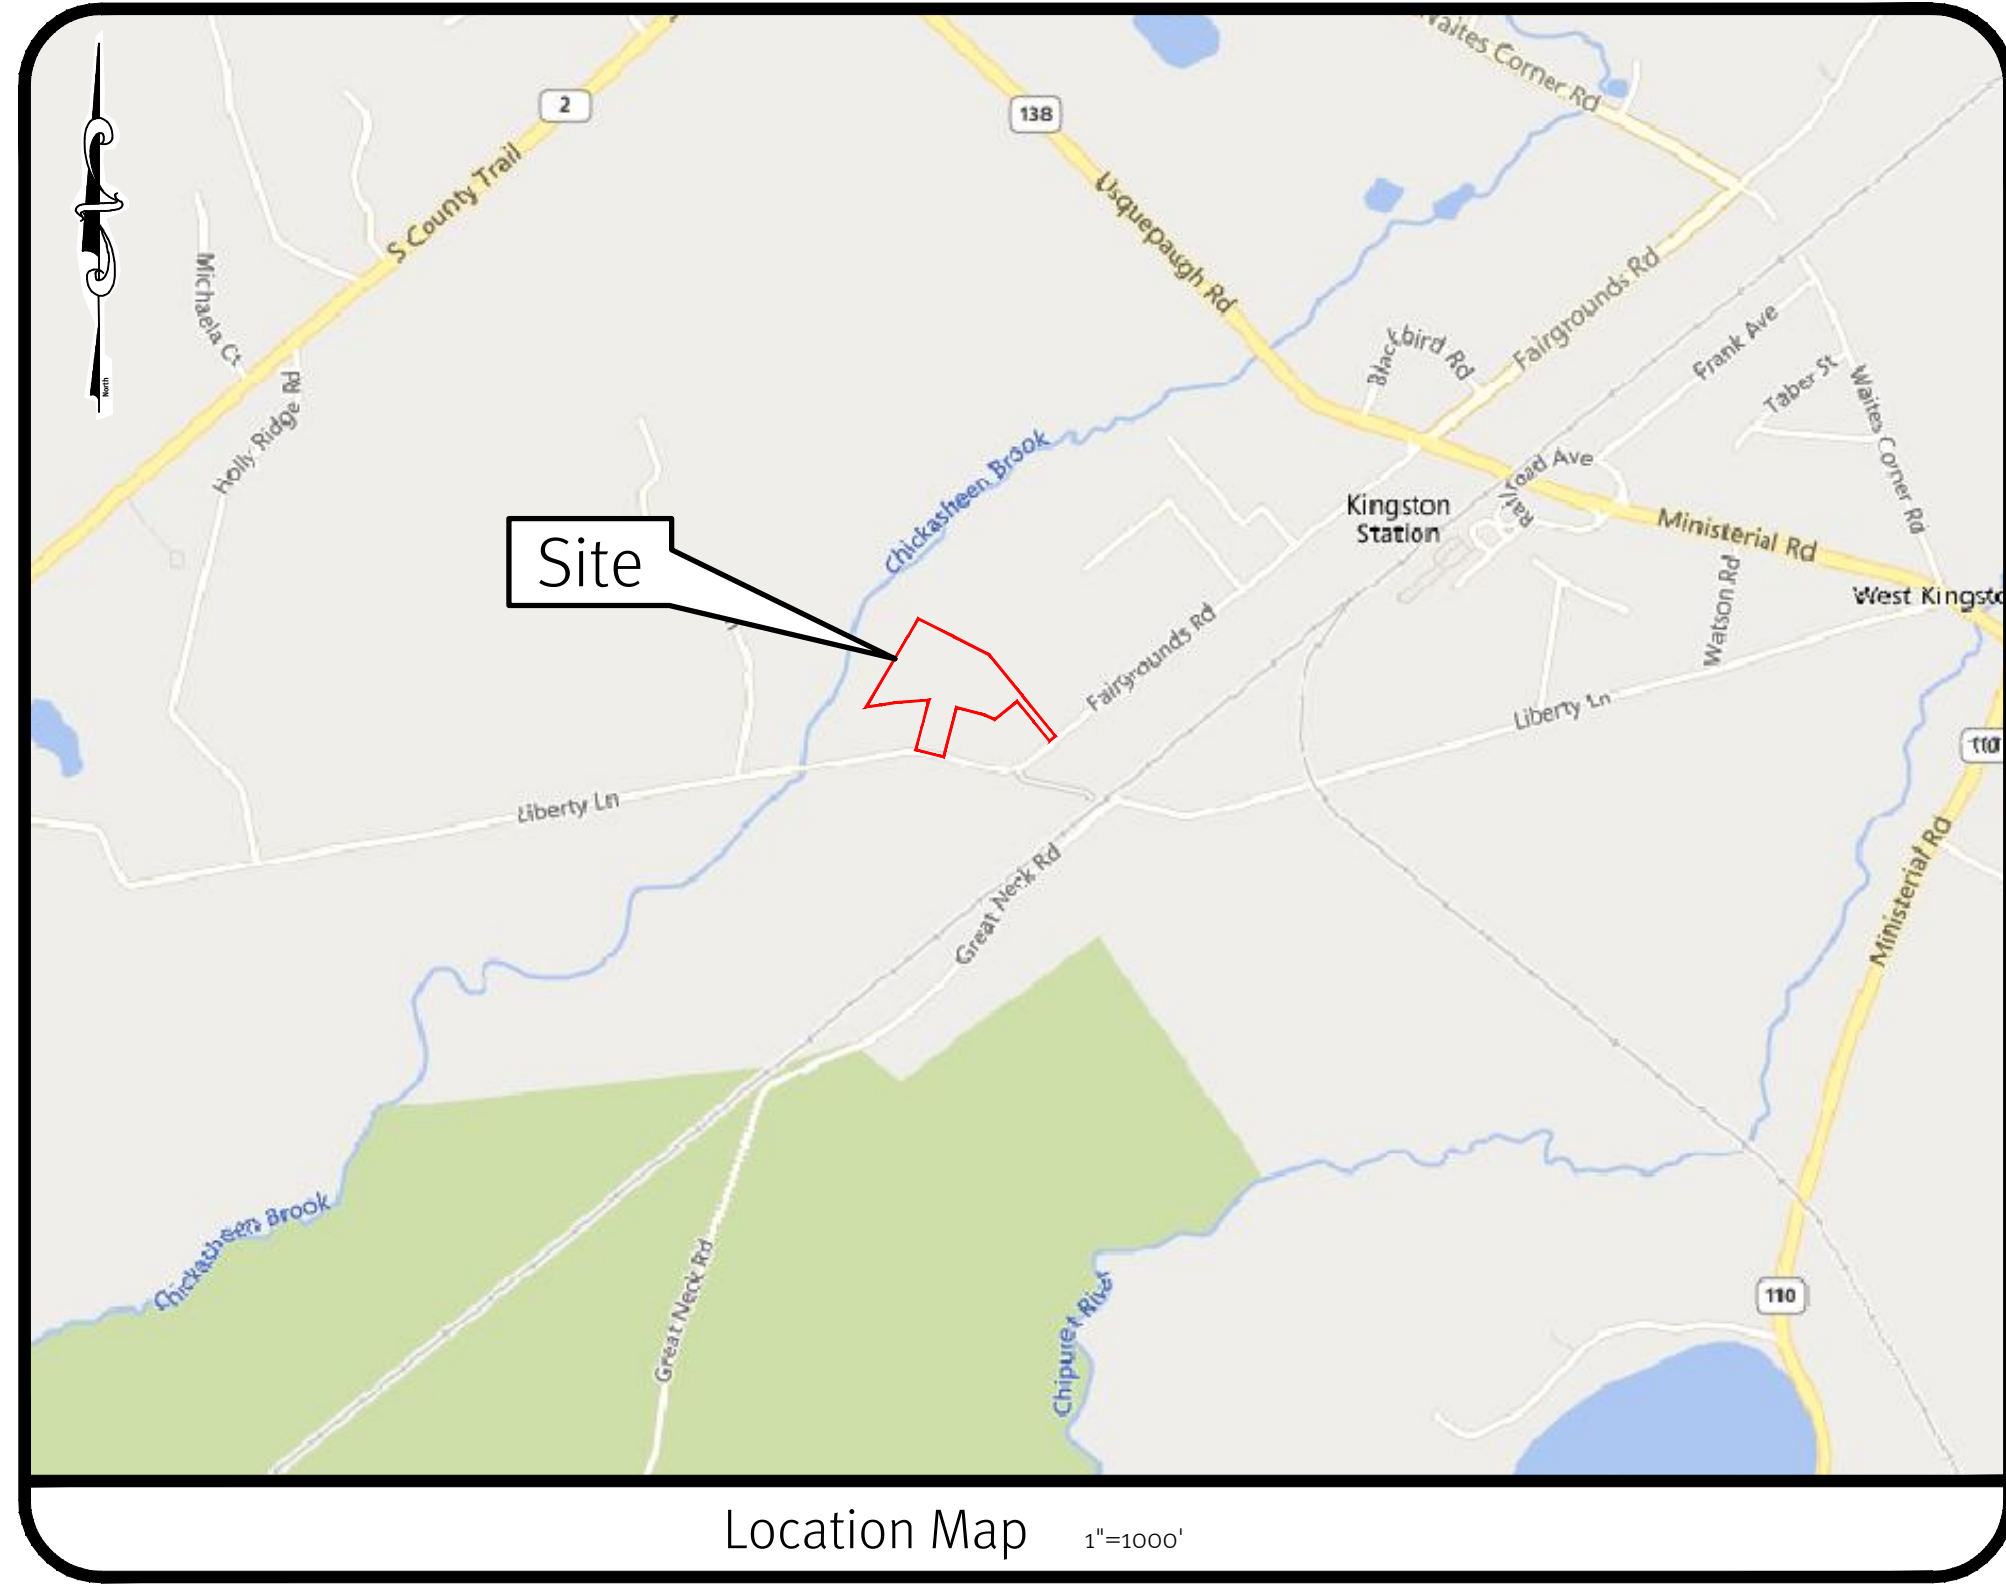 Waites Corner Rd
2
138
S County Trail
Usquepaugh Rd
Michaela Ct
Fairgrounds Rd
Frank Ave
Blackbird Rd
Taber St
Waites Corner Rd
North
Holly Ridge Rd
Chickasheen Brook
Railroad Ave
Kingston
Station
Ministerial Rd
Site
Watson Rd
West Kingsto
Fairgrounds Rd
Liberty Ln
110
Liberty Ln
Great Neck Rd
Ministerial Rd
Chickasheen Brook
Great Neck Rd
Chipuxet River
110
Location Map 1"=1000'